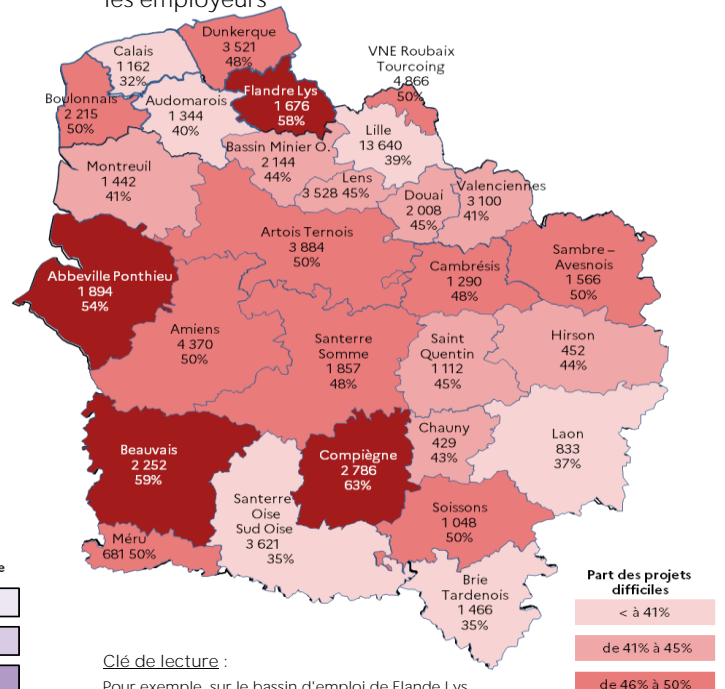 les employeurs
Dunkerque
3 521
48%
Calais
1 162
32%
VNE Roubaix
Tourcoing
4 866
50%
Flandre Lys
1 676
58%
Boulonnais
2 215
50%
Audomarois
1 344
40%
Lille
13 640
39%
Bassin Minier O.
2 144
44%
Montreuil
1 442
41%
Lens
3 528 45%
Douai
2 008
45%
Valenciennes
3 100
41%
Artois Ternois
3 884
50%
Sambre –
Avesnois
1 566
50%
Abbeville Ponthieu
1 894
54%
Cambrésis
1 290
48%
Amiens
4 370
50%
Santerre
Somme
1 857
48%
Saint
Quentin
1 112
45%
Hirson
452
44%
Chauny
429
43%
Laon
833
37%
Beauvais
2 252
59%
Compiègne
2 786
63%
Santerre
Oise
Sud Oise
3 621
35%
Soissons
1 048
50%
Méru
681 50%
Brie
Tardenois
1 466
35%
e
Part des projets
difficiles
< à 41%
de 41% à 45%
de 46% à 50%
Clé de lecture :
Pour exemple, sur le bassin d'emploi de Flande Lys